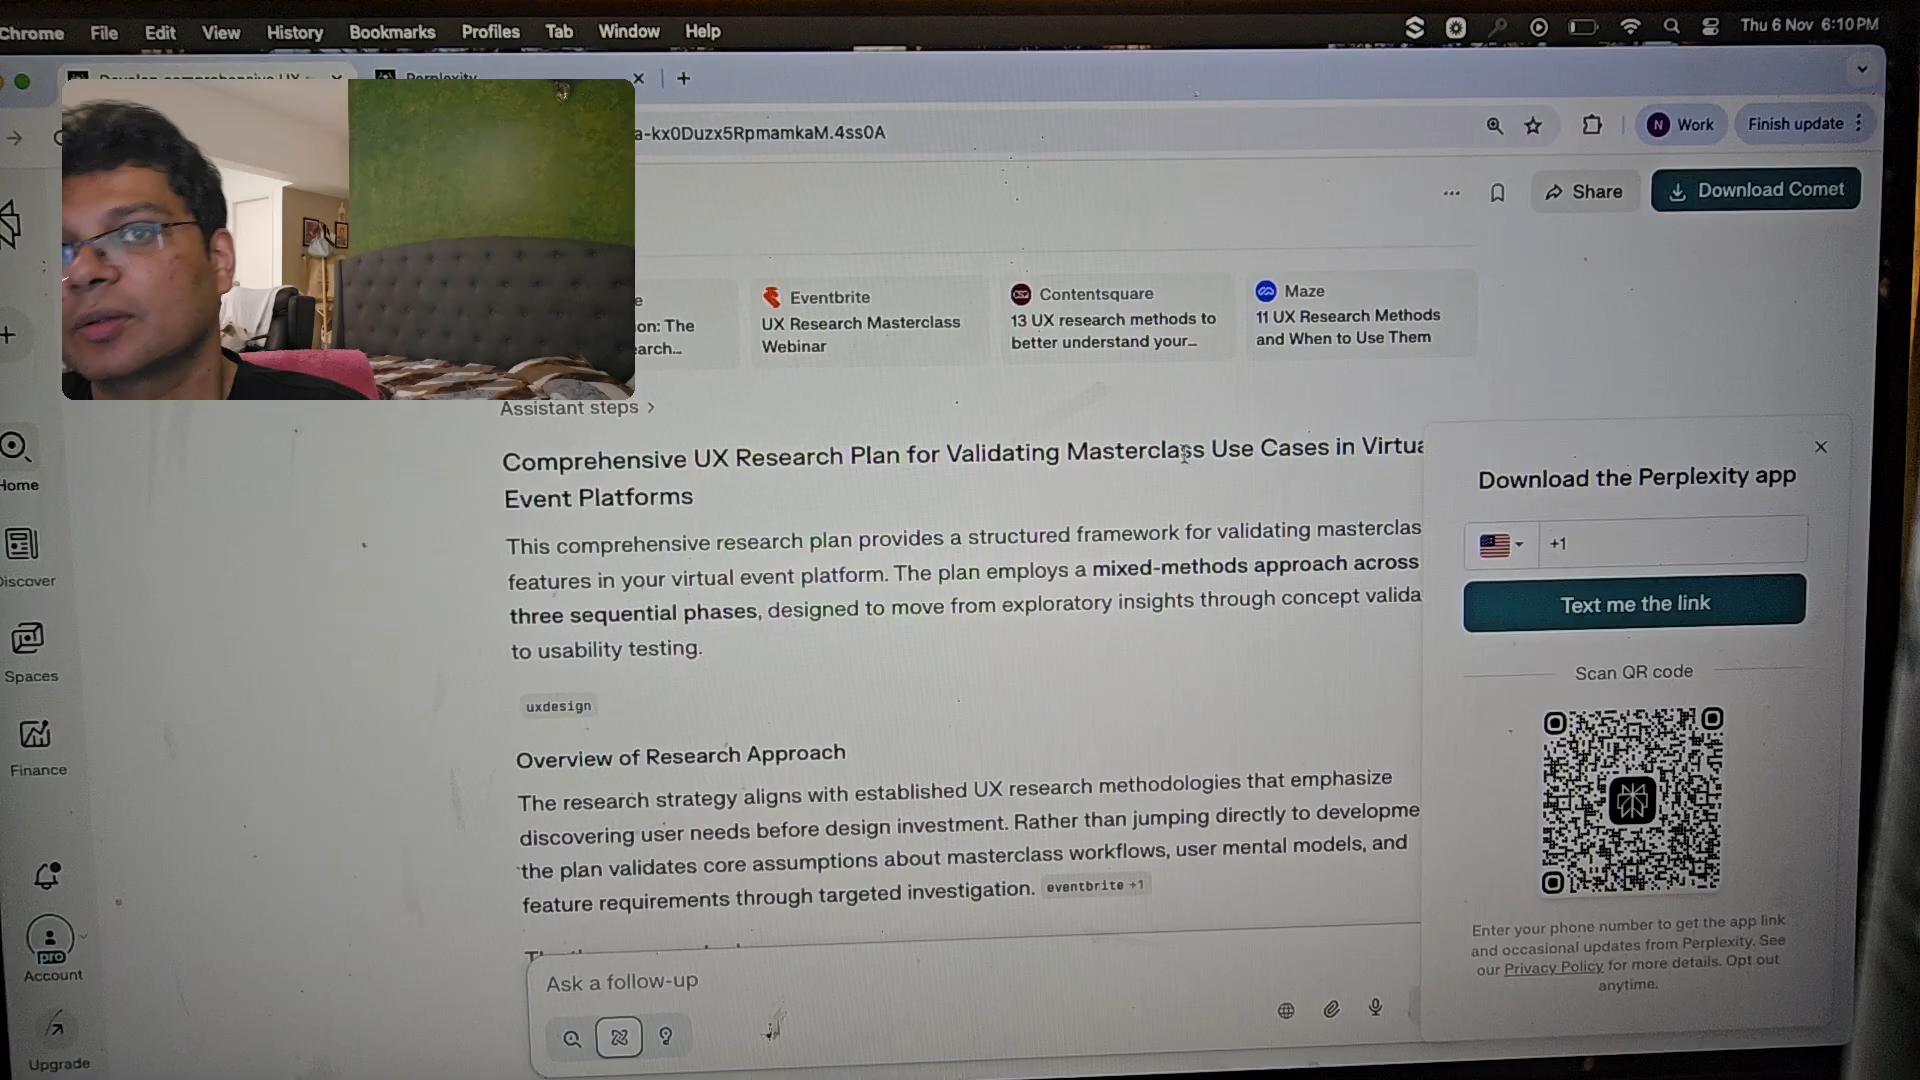 Chrome File Edit View History Bookmarks Profiles Tab Window Help Thu 6 Nov 6:10 PM
Perplexity
a-kx0Duzx5RpmamkaM.4ss0A
N Work Finish update
Share Download Comet
Eventbrite
UX Research Masterclass
Webinar
Contentsquare
13 UX research methods to
better understand your...
Maze
11 UX Research Methods
and When to Use Them
on: The
earch...
Assistant steps >
Comprehensive UX Research Plan for Validating Masterclass Use Cases in Virtua
Event Platforms
This comprehensive research plan provides a structured framework for validating masterclas
features in your virtual event platform. The plan employs a mixed-methods approach across
three sequential phases, designed to move from exploratory insights through concept valida
to usability testing.
uxdesign
Overview of Research Approach
The research strategy aligns with established UX research methodologies that emphasize
discovering user needs before design investment. Rather than jumping directly to developme
the plan validates core assumptions about masterclass workflows, user mental models, and
feature requirements through targeted investigation. eventbrite +1
Ask a follow-up
Home
Discover
Spaces
Finance
pro
Account
Upgrade
Download the Perplexity app
+1
Text me the link
Scan QR code
Enter your phone number to get the app link
and occasional updates from Perplexity. See
our Privacy Policy for more details. Opt out
anytime.